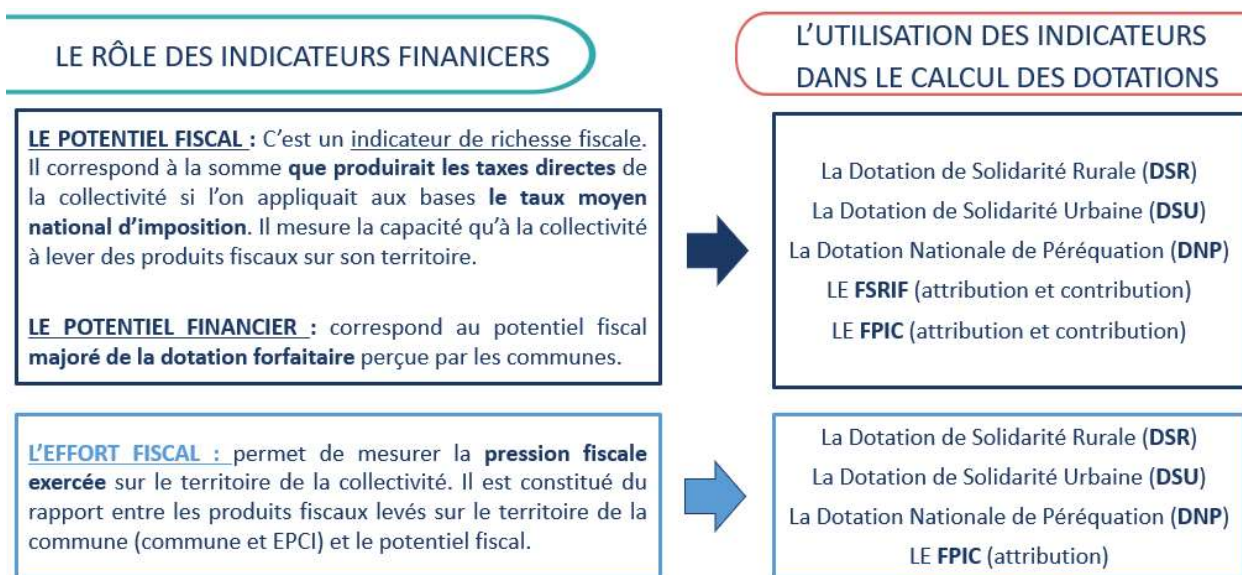 LE RÔLE DES INDICATEURS FINANCIERS
L'UTILISATION DES INDICATEURS
DANS LE CALCUL DES DOTATIONS
LE POTENTIEL FISCAL : C'est un indicateur de richesse fiscale.
Il correspond à la somme que produirait les taxes directes de
la collectivité si l'on appliquait aux bases le taux moyen
national d'imposition. Il mesure la capacité qu'à la collectivité
à lever des produits fiscaux sur son territoire.
LE POTENTIEL FINANCIER : correspond au potentiel fiscal
majoré de la dotation forfaitaire perçue par les communes.
La Dotation de Solidarité Rurale (DSR)
La Dotation de Solidarité Urbaine (DSU)
La Dotation Nationale de Péréquation (DNP)
LE FSRIF (attribution et contribution)
LE FPIC (attribution et contribution)
L'EFFORT FISCAL : permet de mesurer la pression fiscale
exercée sur le territoire de la collectivité. Il est constitué du
rapport entre les produits fiscaux levés sur le territoire de la
commune (commune et EPCI) et le potentiel fiscal.
La Dotation de Solidarité Rurale (DSR)
La Dotation de Solidarité Urbaine (DSU)
La Dotation Nationale de Péréquation (DNP)
LE FPIC (attribution)